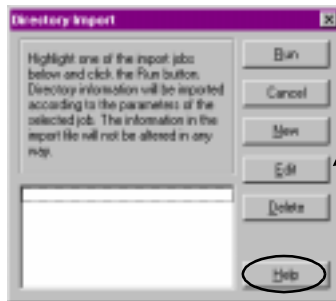 Directory Import
Highlight one of the import jobs
below and click the Run button.
Directory information will be imported
according to the parameters of the
selected job. The information in the
import file will not be altered in any
way.
Run
Cancel
New
Edit
Delete
Help